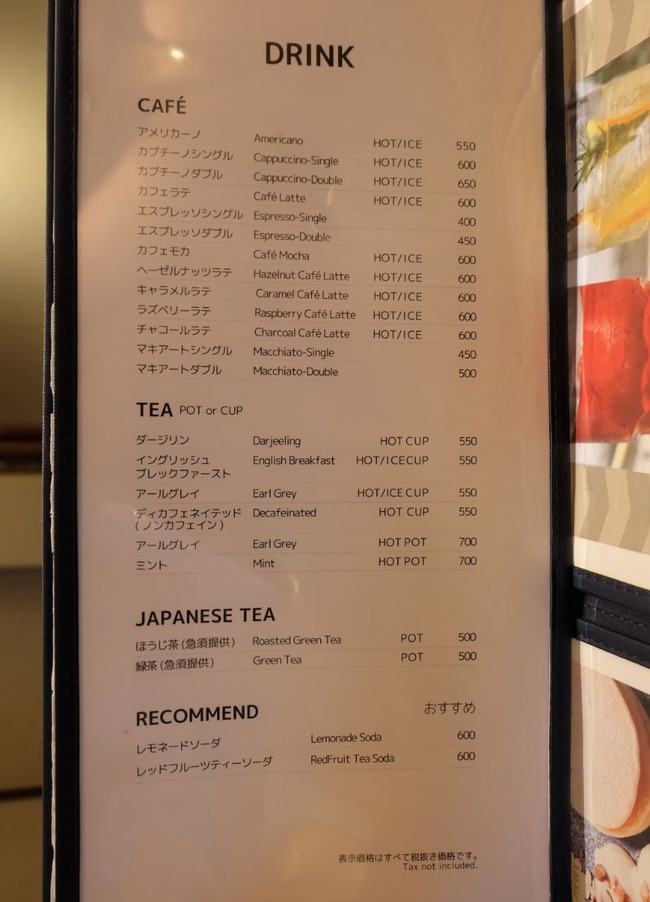 DRINK
CAFÉ
アメリカーノ Americano HOT/ICE 550
カプチーノシングル Cappuccino-Single HOT/ICE 600
カプチーノダブル Cappuccino-Double HOT/ICE 650
カフェラテ Café Latte HOT/ICE 600
エスプレッソシングル Espresso-Single 400
エスプレッソダブル Espresso-Double 450
カフェモカ Café Mocha HOT/ICE 600
ヘーゼルナッツラテ Hazelnut Café Latte HOT/ICE 600
キャラメルラテ Caramel Café Latte HOT/ICE 600
ラズベリーラテ Raspberry Café Latte HOT/ICE 600
チャコールラテ Charcoal Café Latte HOT/ICE 600
マキアートシングル Macchiato-Single 450
マキアートダブル Macchiato-Double 500
TEA POT or CUP
ダージリン Darjeeling HOT CUP 550
イングリッシュ English Breakfast HOT/ICE CUP 550
ブレックファースト
アールグレイ Earl Grey HOT/ICE CUP 550
ディカフェネイテッド Decafeinated HOT CUP 550
(ノンカフェイン)
アールグレイ Earl Grey HOT POT 700
ミント Mint HOT POT 700
JAPANESE TEA
ほうじ茶(急須提供) Roasted Green Tea POT 500
緑茶(急須提供) Green Tea POT 500
RECOMMEND おすすめ
レモネードソーダ Lemonade Soda 600
レッドフルーツティーソーダ RedFruit Tea Soda 600
表示価格はすべて税抜き価格です。
Tax not included.